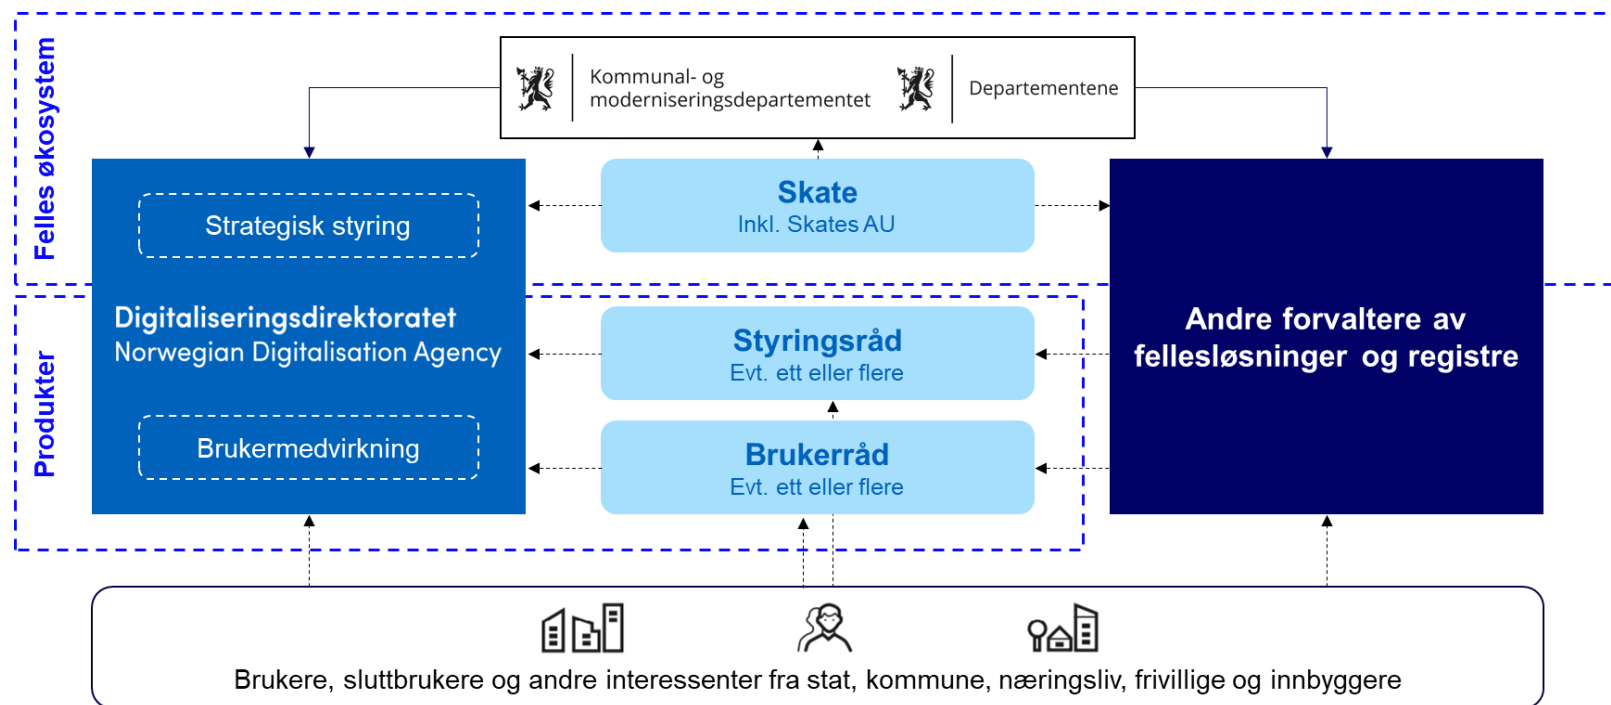 Felles økosystem
Kommunal- og
moderniseringsdepartementet
Departementene
Strategisk styring
Skate
Inkl. Skates AU
Produkter
Digitaliseringsdirektoratet
Norwegian Digitalisation Agency
Brukermedvirkning
Styringsråd
Evt. ett eller flere
Brukerråd
Evt. ett eller flere
Andre forvaltere av
fellesløsninger og registre
Brukere, sluttbrukere og andre interessenter fra stat, kommune, næringsliv, frivillige og innbyggere